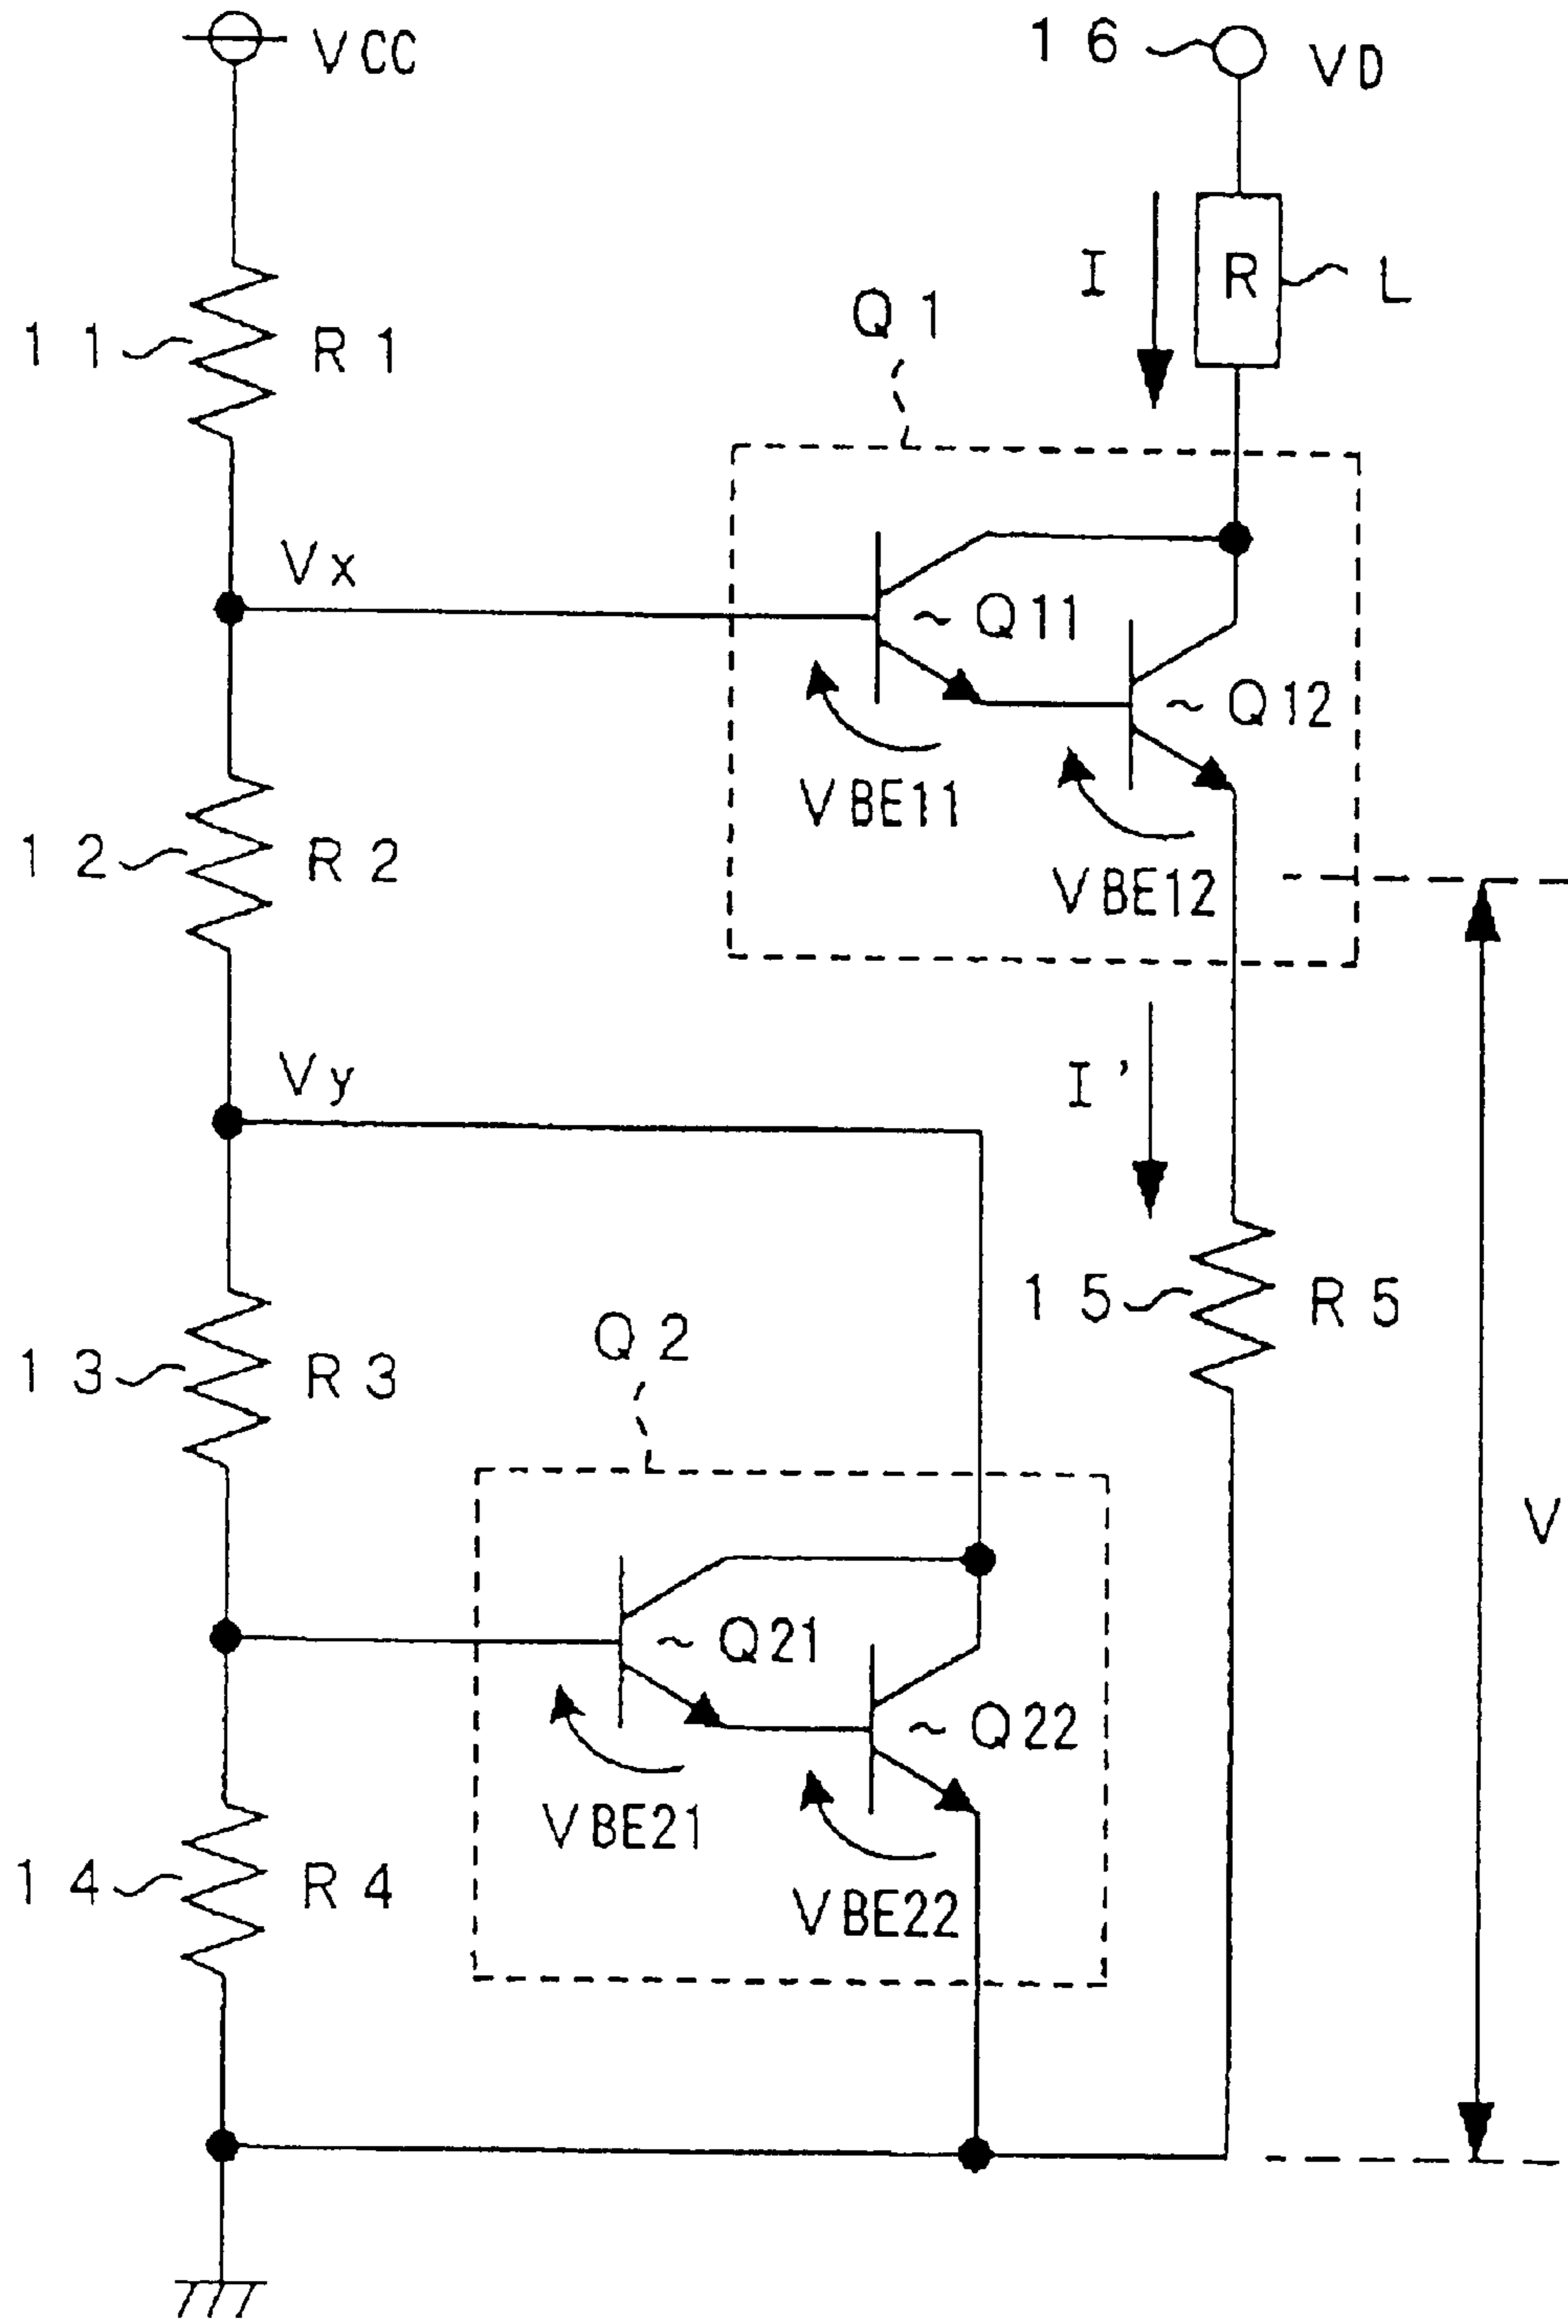 VCC
16 VD
I R L
Q1
11 R1
Vx
Q11
Q12
VBE11
12 R2
VBE12
Vy
I'
15 R5
Q2
13 R3
V
Q21
Q22
VBE21
14 R4
VBE22